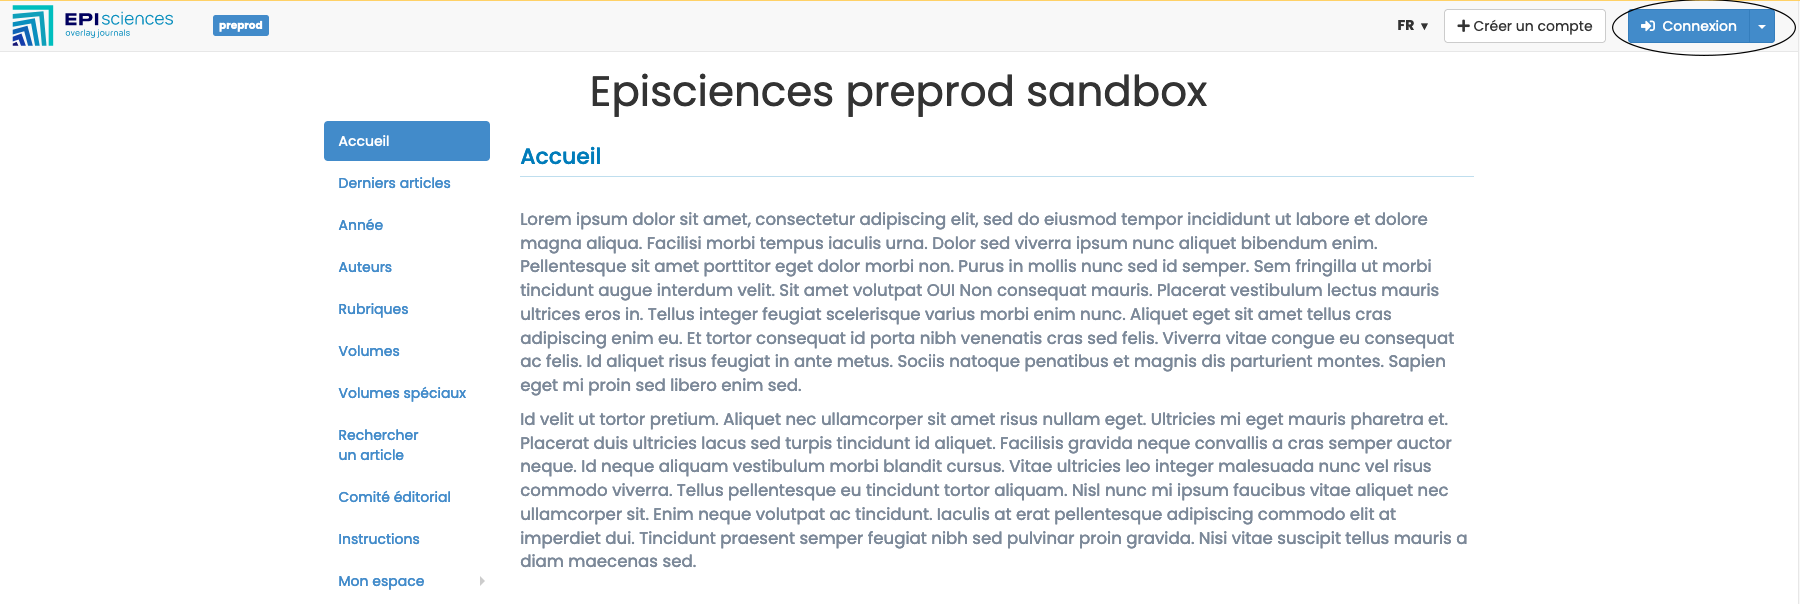 EPIsciences
overlay journals
preprod
FR ▼
Créer un compte
Connexion
Episciences preprod sandbox
Accueil
Derniers articles
Année
Auteurs
Rubriques
Volumes
Volumes spéciaux
Rechercher
un article
Comité éditorial
Instructions
Mon espace
Accueil
Lorem ipsum dolor sit amet, consectetur adipiscing elit, sed do eiusmod tempor incididunt ut labore et dolore
magna aliqua. Facilisi morbi tempus iaculis urna. Dolor sed viverra ipsum nunc aliquet bibendum enim.
Pellentesque sit amet porttitor eget dolor morbi non. Purus in mollis nunc sed id semper. Sem fringilla ut morbi
tincidunt augue interdum velit. Sit amet volutpat OUI Non consequat mauris. Placerat vestibulum lectus mauris
ultrices eros in. Tellus integer feugiat scelerisque varius morbi enim nunc. Aliquet eget sit amet tellus cras
adipiscing enim eu. Et tortor consequat id porta nibh venenatis cras sed felis. Viverra vitae congue eu consequat
ac felis. Id aliquet risus feugiat in ante metus. Sociis natoque penatibus et magnis dis parturient montes. Sapien
eget mi proin sed libero enim sed.
Id velit ut tortor pretium. Aliquet nec ullamcorper sit amet risus nullam eget. Ultricies mi eget mauris pharetra et.
Placerat duis ultricies lacus sed turpis tincidunt id aliquet. Facilisis gravida neque convallis a cras semper auctor
neque. Id neque aliquam vestibulum morbi blandit cursus. Vitae ultricies leo integer malesuada nunc vel risus
commodo viverra. Tellus pellentesque eu tincidunt tortor aliquam. Nisl nunc mi ipsum faucibus vitae aliquet nec
ullamcorper sit. Enim neque volutpat ac tincidunt. Iaculis at erat pellentesque adipiscing commodo elit at
imperdiet dui. Tincidunt praesent semper feugiat nibh sed pulvinar proin gravida. Nisi vitae suscipit tellus mauris a
diam maecenas sed.